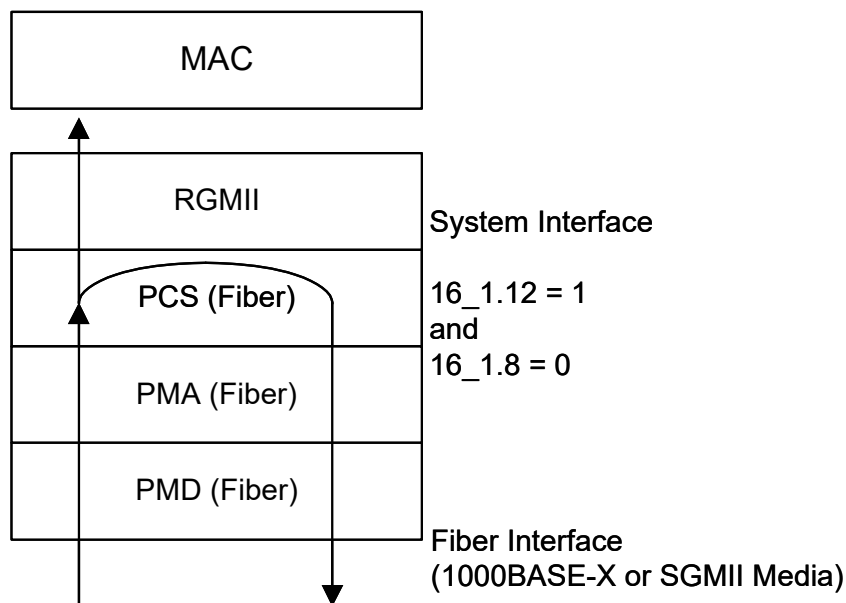 MAC
RGMII
System Interface
PCS (Fiber)
16_1.12 = 1
and
16_1.8 = 0
PMA (Fiber)
PMD (Fiber)
Fiber Interface
(1000BASE-X or SGMII Media)